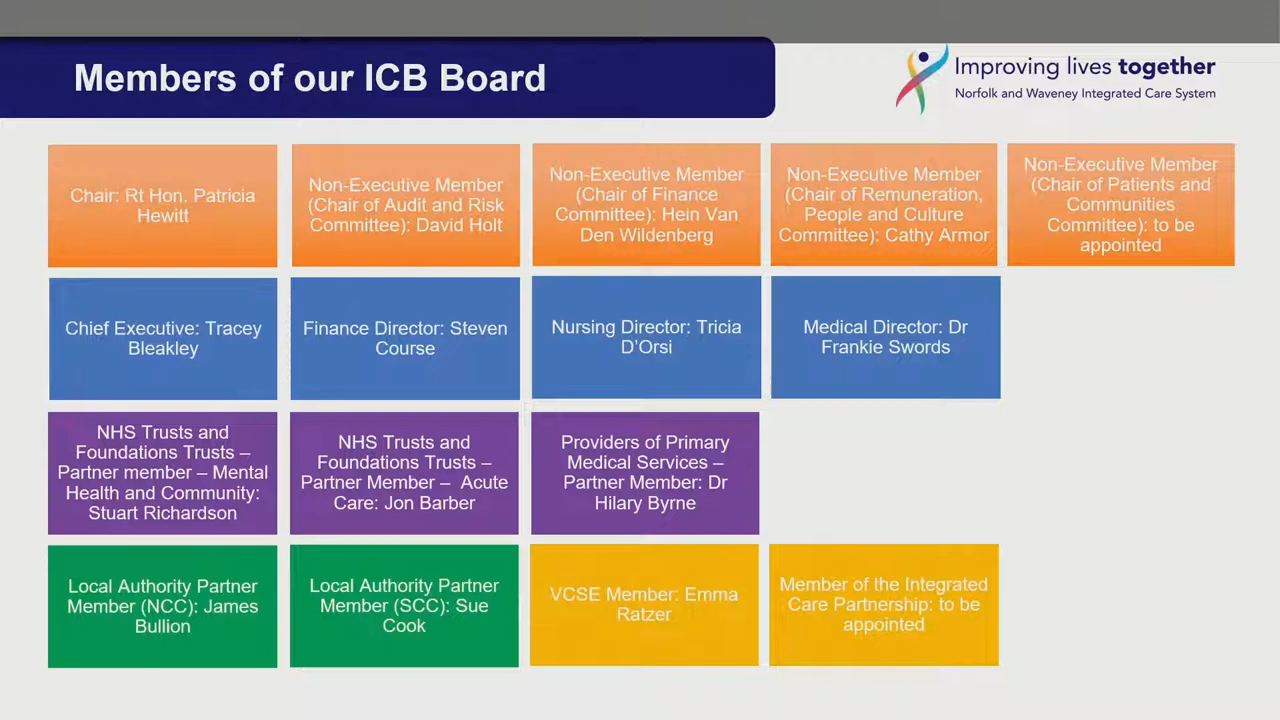 Members of our ICB Board
Improving lives together
Norfolk and Waveney Integrated Care System
Chair: Rt Hon. Patricia
Hewitt
Non-Executive Member
(Chair of Audit and Risk
Committee): David Holt
Non-Executive Member
(Chair of Finance
Committee): Hein Van
Den Wildenberg
Non-Executive Member
(Chair of Remuneration,
People and Culture
Committee): Cathy Armor
Non-Executive Member
(Chair of Patients and
Communities
Committee): to be
appointed
Chief Executive: Tracey
Bleakley
Finance Director: Steven
Course
Nursing Director: Tricia
D’Orsi
Medical Director: Dr
Frankie Swords
NHS Trusts and
Foundations Trusts –
Partner member – Mental
Health and Community:
Stuart Richardson
NHS Trusts and
Foundations Trusts –
Partner Member – Acute
Care: Jon Barber
Providers of Primary
Medical Services –
Partner Member: Dr
Hilary Byrne
Local Authority Partner
Member (NCC): James
Bullion
Local Authority Partner
Member (SCC): Sue
Cook
VCSE Member: Emma
Ratzer
Member of the Integrated
Care Partnership: to be
appointed